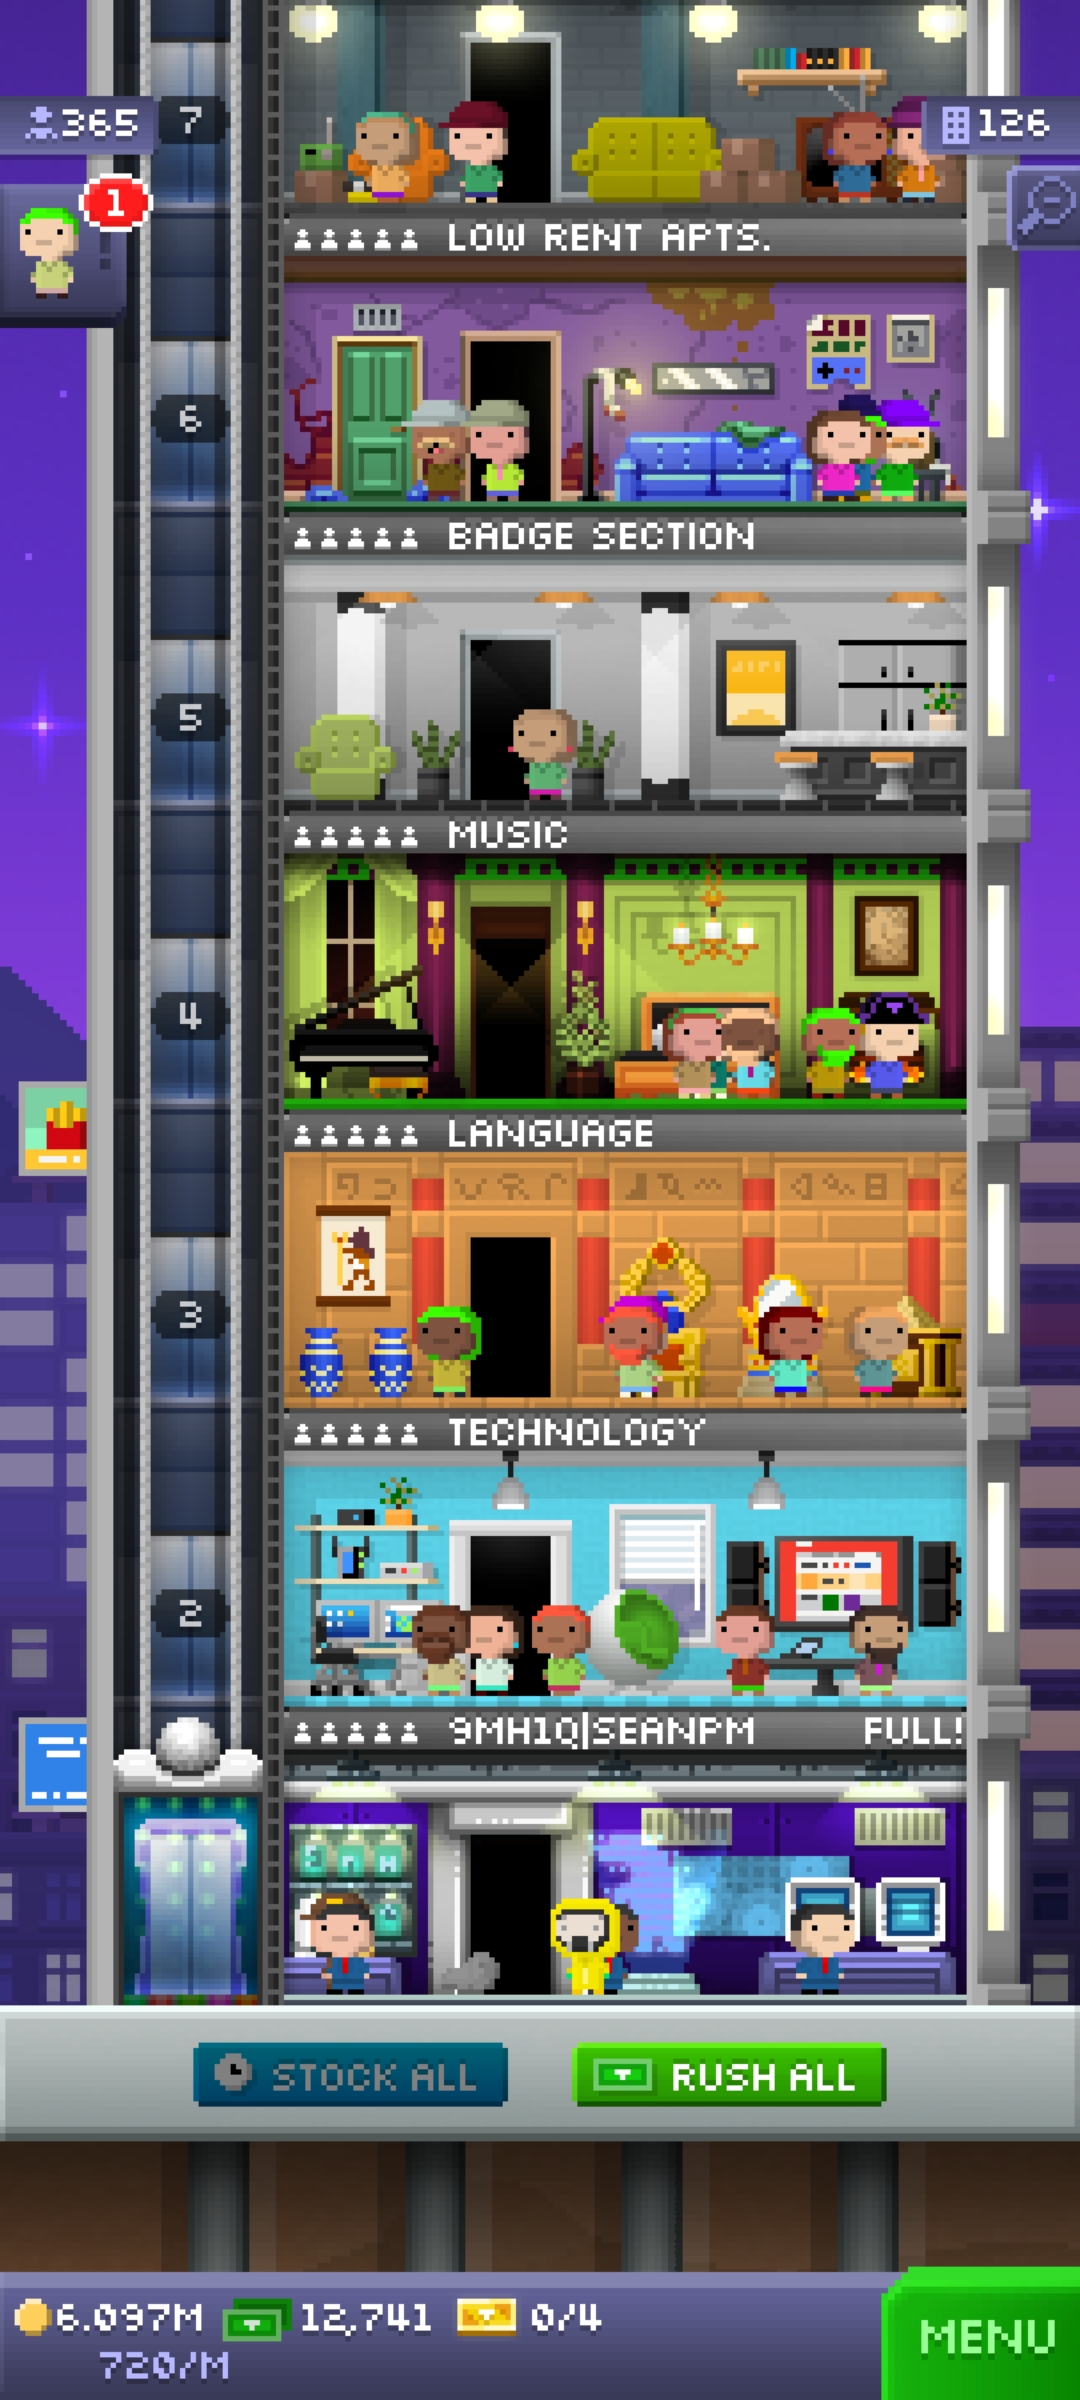 7
365
126
1
LOW RENT APTS.
6
BADGE SECTION
5
MUSIC
4
LANGUAGE
3
TECHNOLOGY
2
9MH1Q|SEANPM FULL!
STOCK ALL
RUSH ALL
6.097M 12,741 0/4
720/M
MENU